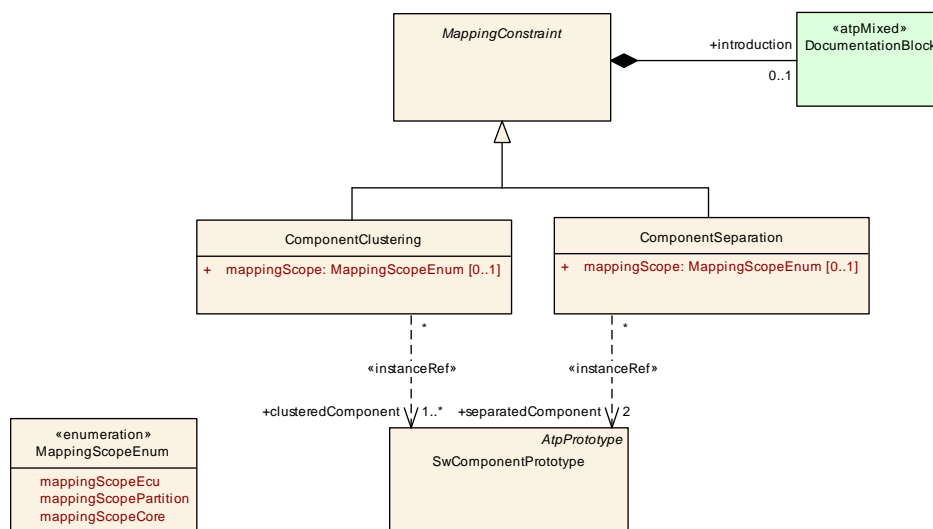 MappingConstraint
«atpMixed»
DocumentationBlock
+introduction
0..1
ComponentClustering
+ mappingScope: MappingScopeEnum [0..1]
ComponentSeparation
+ mappingScope: MappingScopeEnum [0..1]
*
*
«instanceRef»
«instanceRef»
+clusteredComponent
1..*
+separatedComponent
2
AtpPrototype
SwComponentPrototype
«enumeration»
MappingScopeEnum
mappingScopeEcu
mappingScopePartition
mappingScopeCore